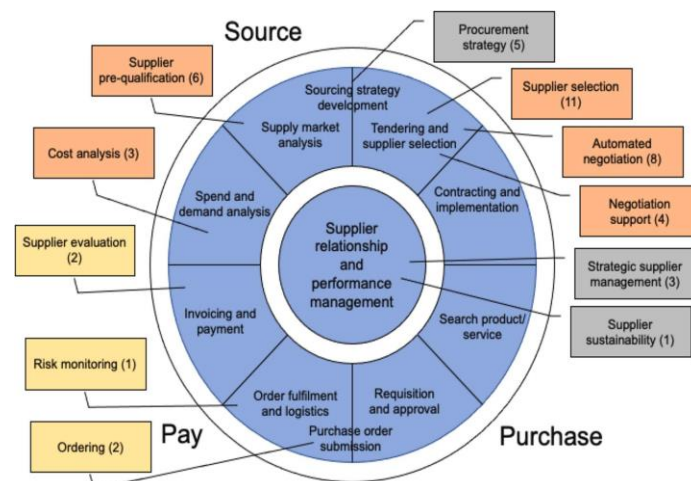 Source
Procurement
strategy (5)
Supplier
pre-qualification (6)
Sourcing strategy
development
Supplier selection
(11)
Supply market
analysis
Tendering and
supplier selection
Automated
negotiation (8)
Cost analysis (3)
Spend and
demand analysis
Contracting and
implementation
Negotiation
support (4)
Supplier
relationship
and
performance
management
Supplier evaluation
(2)
Strategic supplier
management (3)
Invoicing and
payment
Search product/
service
Supplier
sustainability (1)
Risk monitoring (1)
Order fulfilment
and logistics
Requisition
and approval
Pay
Purchase order
submission
Purchase
Ordering (2)